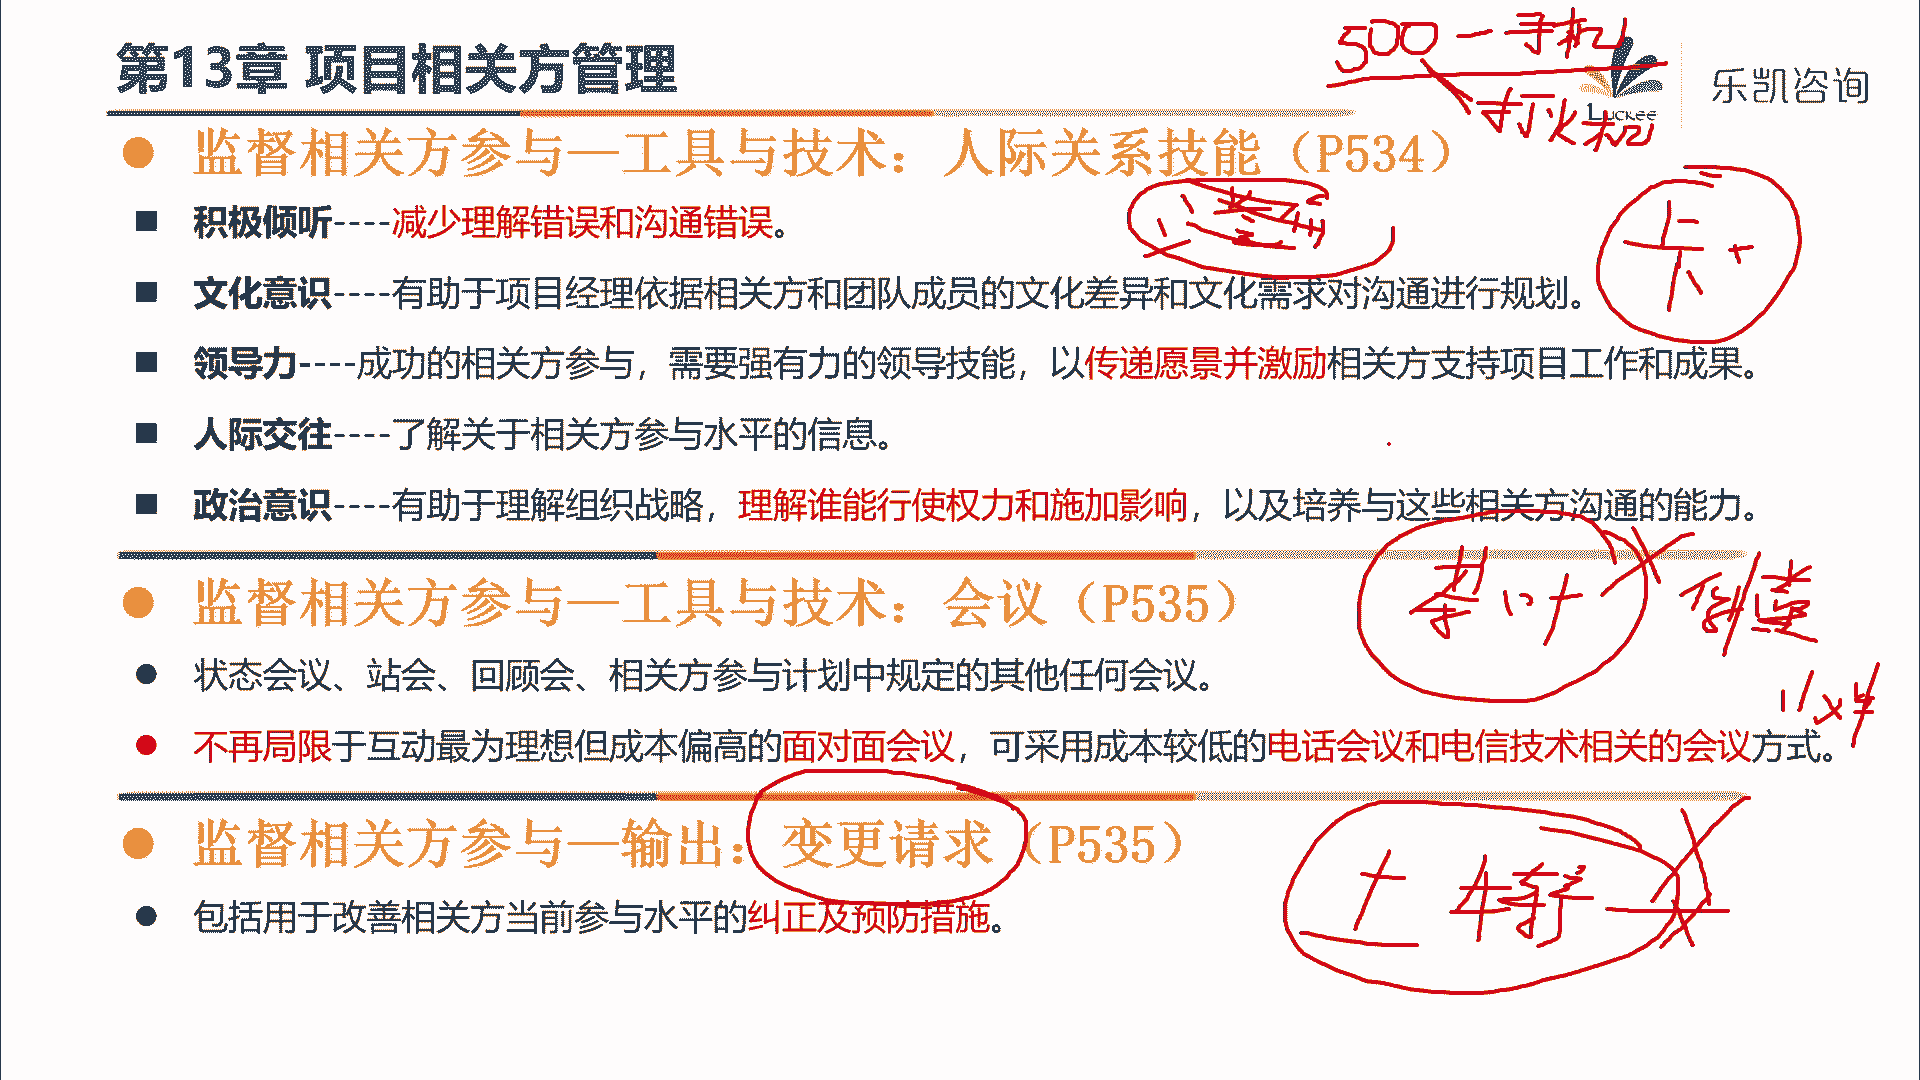 第13章 项目相关方管理
500 一 手机
打火机
Luckee
乐凯咨询
监督相关方参与—工具与技术：人际关系技能（P534）
积极倾听----减少理解错误和沟通错误。
卡
文化意识----有助于项目经理依据相关方和团队成员的文化差异和文化需求对沟通进行规划。
领导力----成功的相关方参与，需要强有力的领导技能，以传递愿景并激励相关方支持项目工作和成果。
人际交往----了解关于相关方参与水平的信息。
政治意识----有助于理解组织战略，理解谁能行使权力和施加影响，以及培养与这些相关方沟通的能力。
监督相关方参与—工具与技术：会议（P535）
茶叶
状态会议、站会、回顾会、相关方参与计划中规定的其他任何会议。
不再局限于互动最为理想但成本偏高的面对面会议，可采用成本较低的电话会议和电信技术相关的会议方式。
监督相关方参与—输出：变更请求（P535）
土特
包括用于改善相关方当前参与水平的纠正及预防措施。